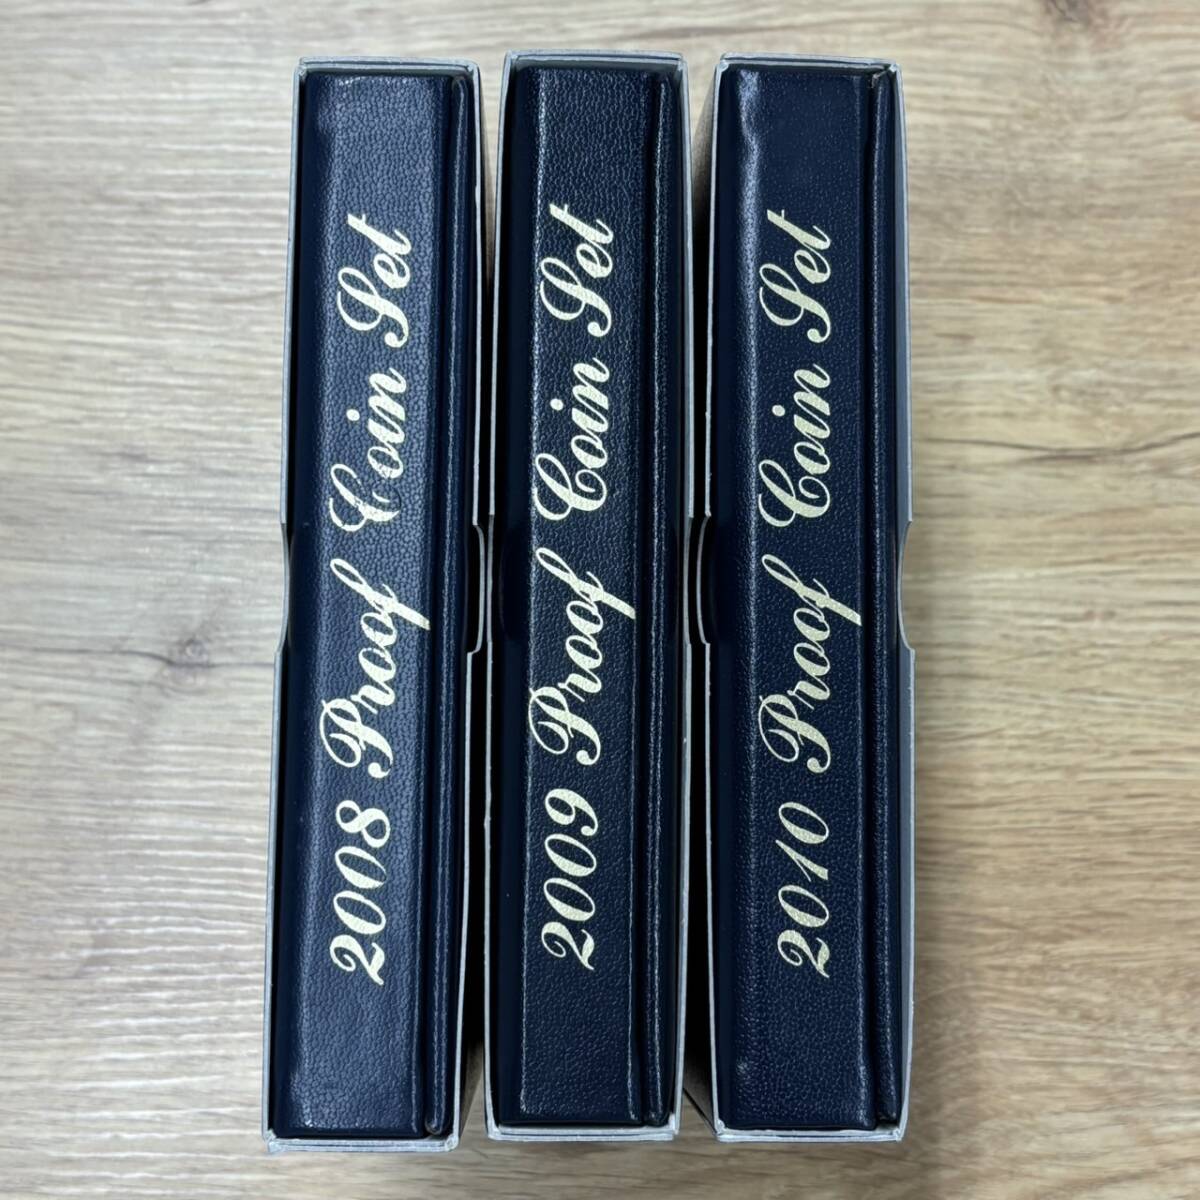 2008 Proof Coin Set
2009 Proof Coin Set
2010 Proof Coin Set